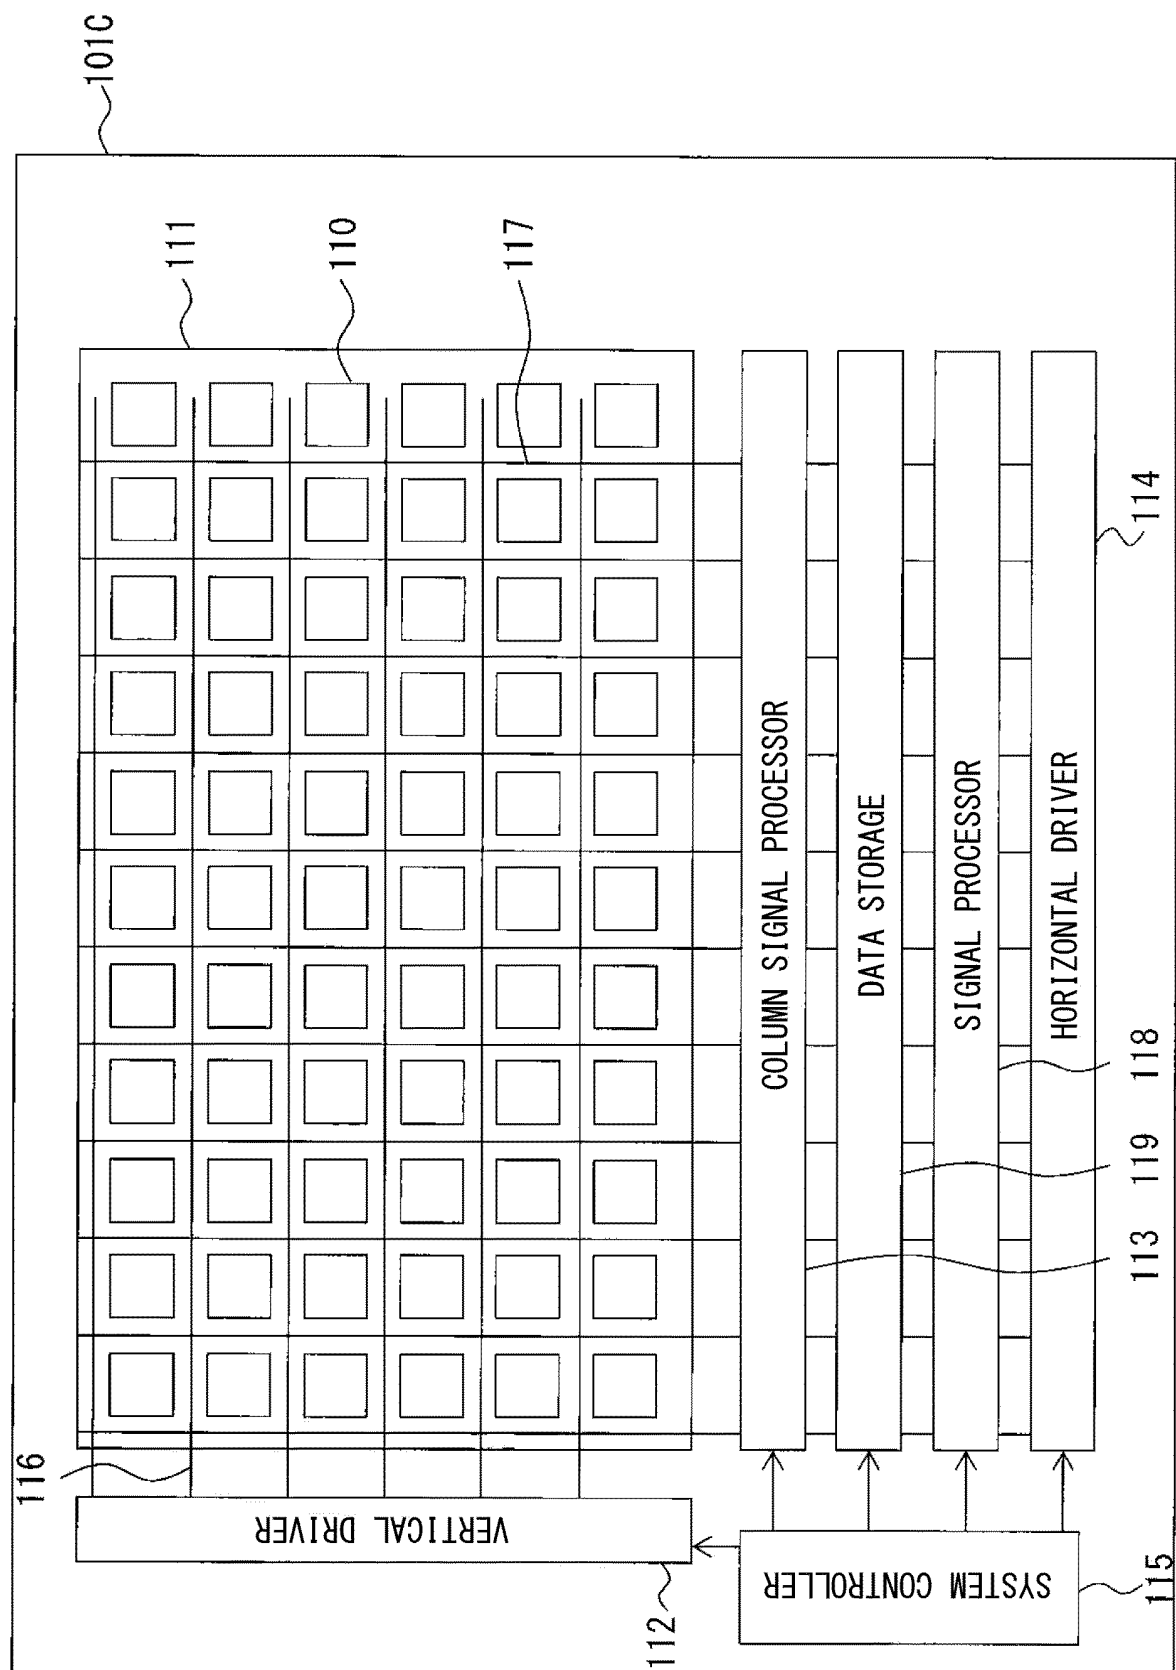 101C
111
110
117
116
VERTICAL DRIVER
112
COLUMN SIGNAL PROCESSOR
DATA STORAGE
SIGNAL PROCESSOR
HORIZONTAL DRIVER
114
SYSTEM CONTROLLER
115
113
119
118